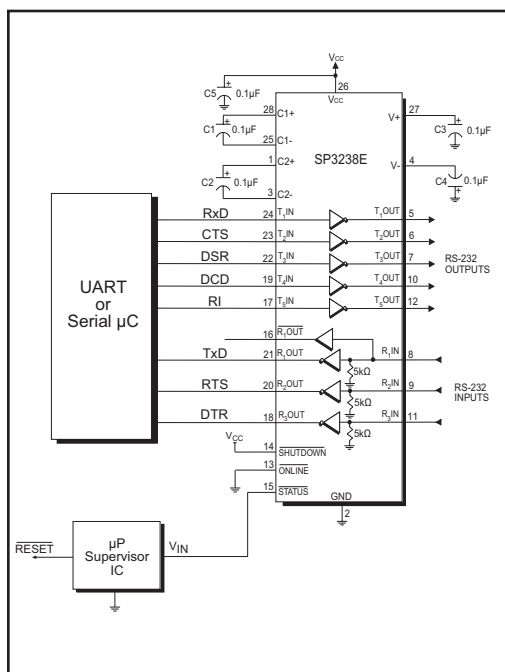 VCC
26
VCC
C5 + 0.1µF
28 C1+
C1 + 0.1µF
25 C1-
1 C2+
C2 + 0.1µF
3 C2-
SP3238E
27
V+
C3 + 0.1µF
4
V-
C4 + 0.1µF
UART
or
Serial µC
RxD 24 T1IN T1OUT 5
CTS 23 T2IN T2OUT 6
DSR 22 T3IN T3OUT 7
DCD 19 T4IN T4OUT 10
RI 17 T5IN T5OUT 12
RS-232
OUTPUTS
16 R1OUT
TxD 21 R1OUT R1IN 8
5kΩ
RTS 20 R2OUT R2IN 9
5kΩ
DTR 18 R3OUT R3IN 11
5kΩ
RS-232
INPUTS
VCC
14
SHUTDOWN
13
ONLINE
15
STATUS
GND
2
RESET
µP
Supervisor
IC
VIN